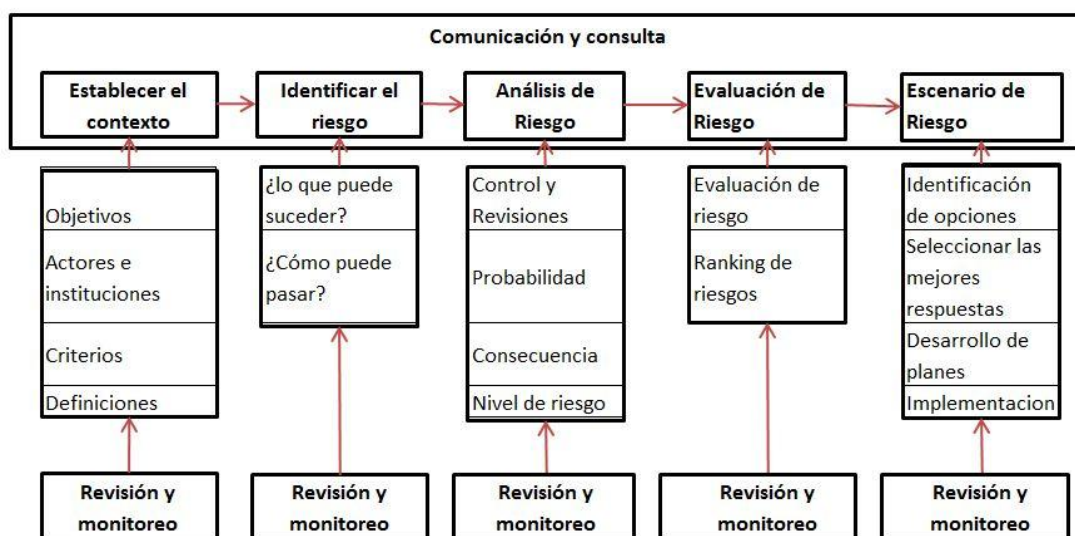 Comunicación y consulta
Establecer el
contexto
Identificar el
riesgo
Análisis de
Riesgo
Evaluación de
Riesgo
Escenario de
Riesgo
Objetivos
Actores e
instituciones
Criterios
Definiciones
¿lo que puede
suceder?
¿Cómo puede
pasar?
Control y
Revisiones
Probabilidad
Consecuencia
Nivel de riesgo
Evaluación de
riesgo
Ranking de
riesgos
Identificación
de opciones
Seleccionar las
mejores
respuestas
Desarrollo de
planes
Implementacion
Revisión y
monitoreo
Revisión y
monitoreo
Revisión y
monitoreo
Revisión y
monitoreo
Revisión y
monitoreo